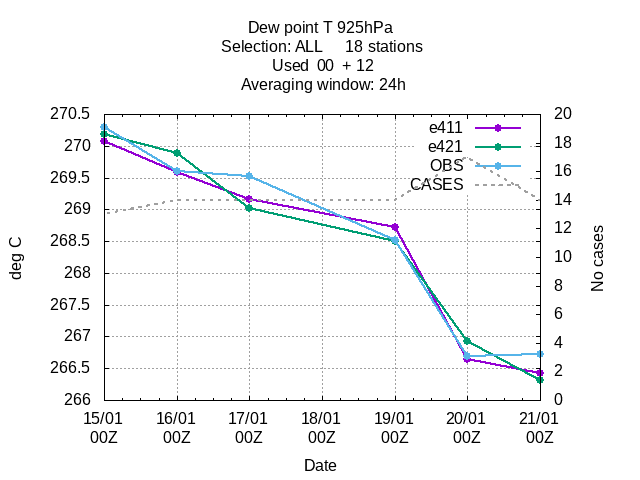 Dew point T 925hPa
Selection: ALL     18 stations
Used  00  + 12
Averaging window: 24h
270.5
270
269.5
269
268.5
268
267.5
267
266.5
266
20
18
16
14
12
10
8
6
4
2
0
e411
e421
OBS
CASES
deg C
No cases
15/01 16/01 17/01 18/01 19/01 20/01 21/01
00Z 00Z 00Z 00Z 00Z 00Z 00Z
Date